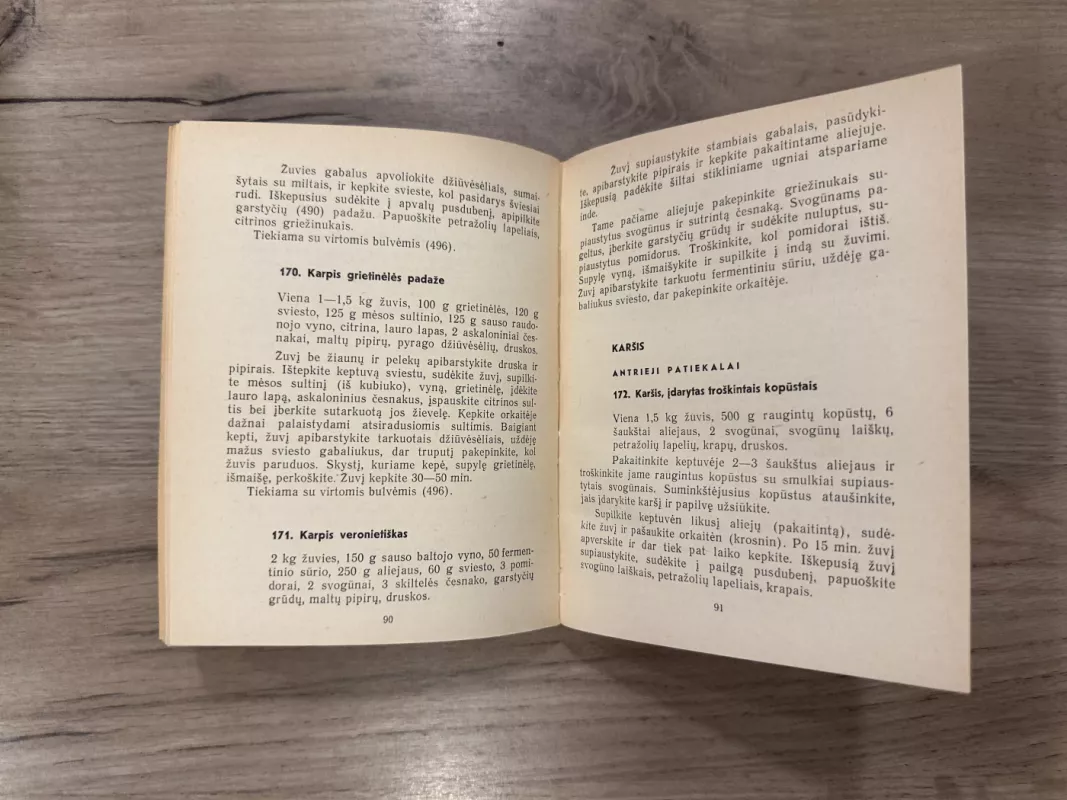 Žuvies gabalus apvoliokite džiūvėsėliais, sumai-
šytais su miltais, ir kepkite svieste, kol pasidarys šviesiai
rudi. Iškepusius sudėkite į apvalų pusdubenį, apipilkite
garstyčių (490) padažu. Papuoškite petražolių lapeliais,
citrinos griežinukais.
Tiekiama su virtomis bulvėmis (496).
170. Karpis grietinėlės padaže
Viena 1—1,5 kg žuvis, 100 g grietinėlės, 120 g
sviesto, 125 g mėsos sultinio, 125 g sauso raudo-
nojo vyno, citrina, lauro lapas, 2 askaloniniai čes-
nakai, maltų pipirų, pyrago džiūvėsėlių, druskos.
Žuvį be žiaunų ir pelekų apibarstykite druska ir
pipirais. Ištepkite keptuvą sviestu, sudėkite žuvį, supilki-
te mėsos sultinį (iš kubiuko), vyną, grietinėlę, įdėkite
lauro lapą, askaloninius česnakus, įspauskite citrinos sul-
tis bei įberkite sutarkuotą jos žievelę. Kepkite orkaitėje
dažnai palaistydami atsiradusiomis sultimis. Baigiant
kepti, žuvį apibarstykite tarkuotais džiūvėsėliais, uždėję
mažus sviesto gabaliukus, dar truputį pakepinkite, kol
žuvis paruduos. Skystį, kuriame kepė, supylę grietinėlę,
išmaišę, perkoškite. Žuvį kepkite 30—50 min.
Tiekiama su virtomis bulvėmis (496).
171. Karpis veronietiškas
2 kg žuvies, 150 g sauso baltojo vyno, 50 fermen-
tinio sūrio, 250 g aliejaus, 60 g sviesto, 3 pomi-
dorai, 2 svogūnai, 3 skiltelės česnako, garstyčių
grūdų, maltų pipirų, druskos.
90
Žuvį supiaustykite stambiais gabalais, pasūdyki-
te, apibarstykite pipirais ir kepkite pakaitintame aliejuje.
Iškepusią padėkite šiltai stikliniame ugniai atspariame
inde.
Tame pačiame aliejuje pakepinkite griežinukais su-
piaustytus svogūnus ir sutrintą česnaką. Svogūnams pa-
geltus, įberkite garstyčių grūdų ir sudėkite nuluptus, su-
piaustytus pomidorus. Troškinkite, kol pomidorai ištiš.
Supylę vyną, išmaišykite ir supilkite į indą su žuvimi.
Žuvį apibarstykite tarkuotu fermentiniu sūriu, uždėję ga-
baliukus sviesto, dar pakepinkite orkaitėje.
KARŠIS
ANTRIEJI PATIEKALAI
172. Karšis, įdarytas troškintais kopūstais
Viena 1,5 kg žuvis, 500 g raugintų kopūstų, 6
šaukštai aliejaus, 2 svogūnai, svogūnų laiškų,
petražolių lapelių, krapų, druskos.
Pakaitinkite keptuvėje 2—3 šaukštus aliejaus ir
troškinkite jame raugintus kopūstus su smulkiai supiaus-
tytais svogūnais. Suminkštėjusius kopūstus ataušinkite,
jais įdarykite karšį ir papilvę užsiūkite.
Supilkite keptuvėn likusį aliejų (pakaitintą), sudė-
kite žuvį ir pašaukite orkaitėn (krosnin). Po 15 min. žuvį
apverskite ir dar tiek pat laiko kepkite. Iškepusią žuvį
supiaustykite, sudėkite į pailgą pusdubenį, papuoškite
svogūno laiškais, petražolių lapeliais, krapais.
91